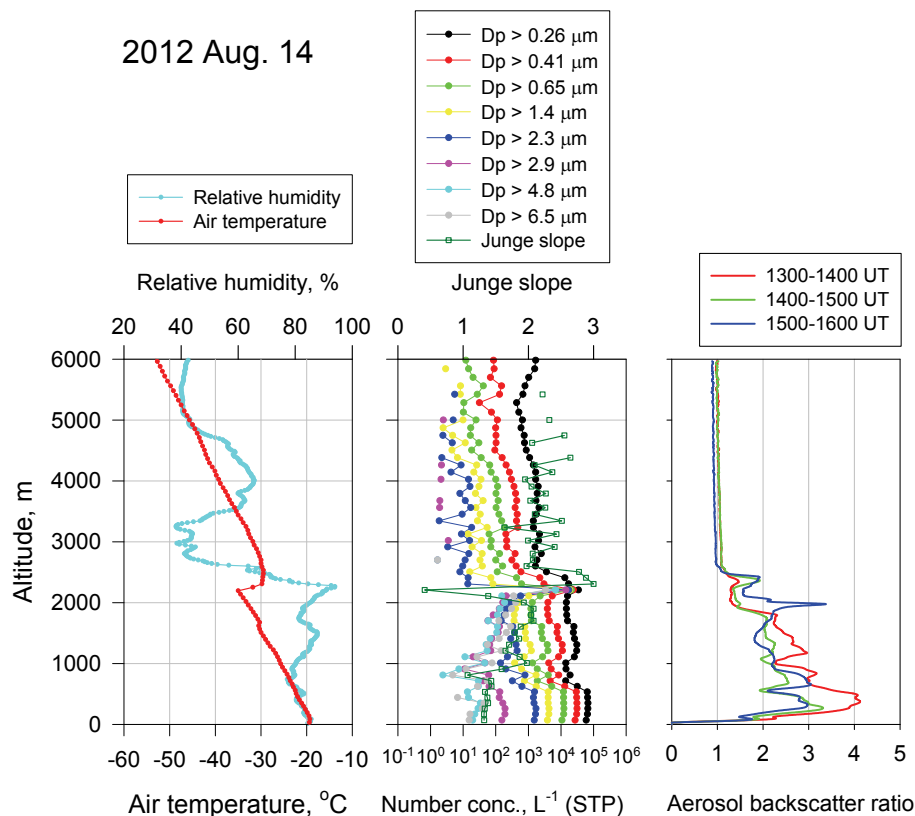 2012 Aug. 14
Relative humidity
Air temperature
Dp > 0.26 μm
Dp > 0.41 μm
Dp > 0.65 μm
Dp > 1.4 μm
Dp > 2.3 μm
Dp > 2.9 μm
Dp > 4.8 μm
Dp > 6.5 μm
Junge slope
1300-1400 UT
1400-1500 UT
1500-1600 UT
Relative humidity, %
20 40 60 80 100
Junge slope
0 1 2 3
Altitude, m
6000
5000
4000
3000
2000
1000
0
-60 -50 -40 -30 -20 -10
Air temperature, °C
10⁻¹ 10⁰ 10¹ 10² 10³ 10⁴ 10⁵ 10⁶
Number conc., L⁻¹ (STP)
0 1 2 3 4 5
Aerosol backscatter ratio